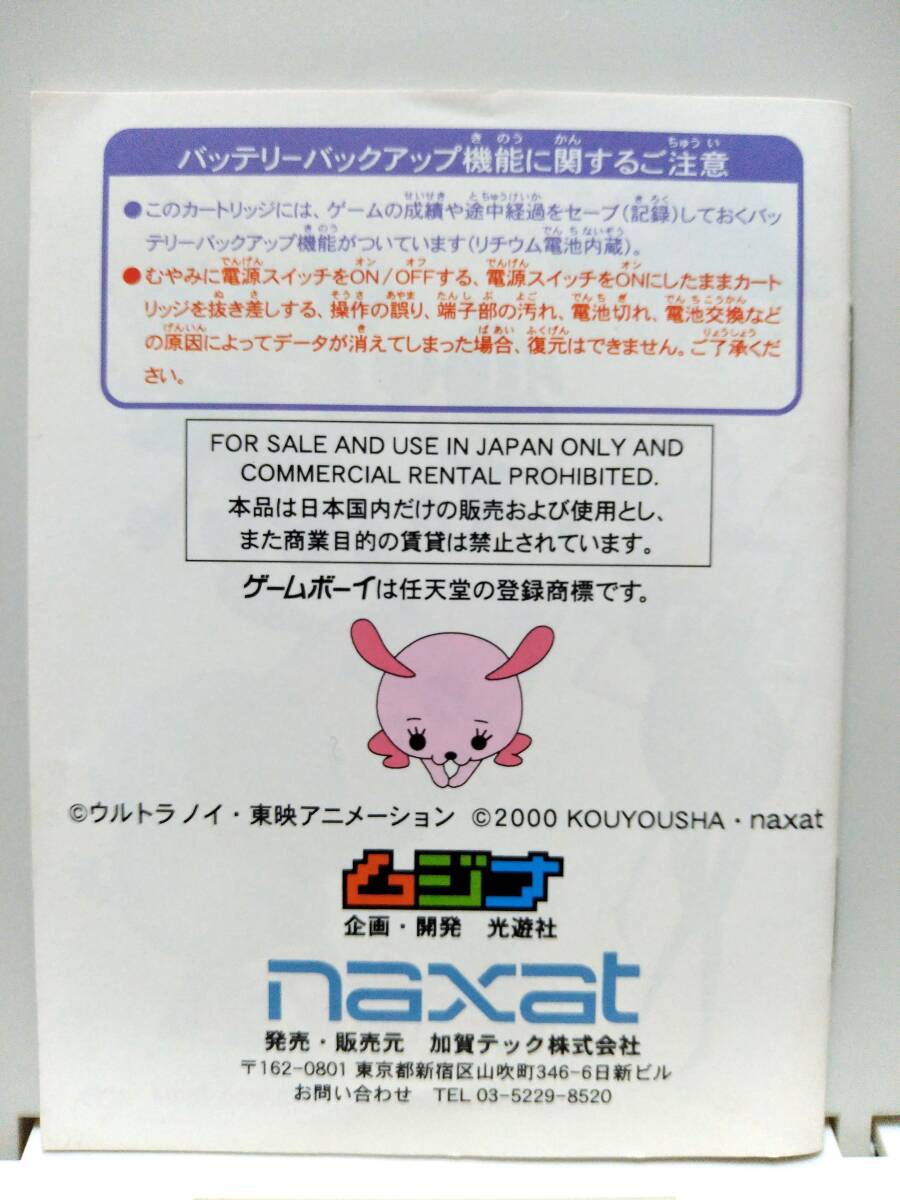 バッテリーバックアップ機能に関するご注意
●このカートリッジには、ゲームの成績や途中経過をセーブ(記録)しておくバッ
テリーバックアップ機能がついています(リチウム電池内蔵)。
●むやみに電源スイッチをON/OFFする、電源スイッチをONにしたままカート
リッジを抜き差しする、操作の誤り、端子部の汚れ、電池切れ、電池交換など
の原因によってデータが消えてしまった場合、復元はできません。ご了承くだ
さい。
FOR SALE AND USE IN JAPAN ONLY AND
COMMERCIAL RENTAL PROHIBITED.
本品は日本国内だけの販売および使用とし、
また商業目的の賃貸は禁止されています。
ゲームボーイは任天堂の登録商標です。
©ウルトラノイ・東映アニメーション ©2000 KOUYOUSHA・naxat
ムジナ
企画・開発 光遊社
naxat
発売・販売元 加賀テック株式会社
〒162-0801 東京都新宿区山吹町346-6日新ビル
お問い合わせ TEL 03-5229-8520